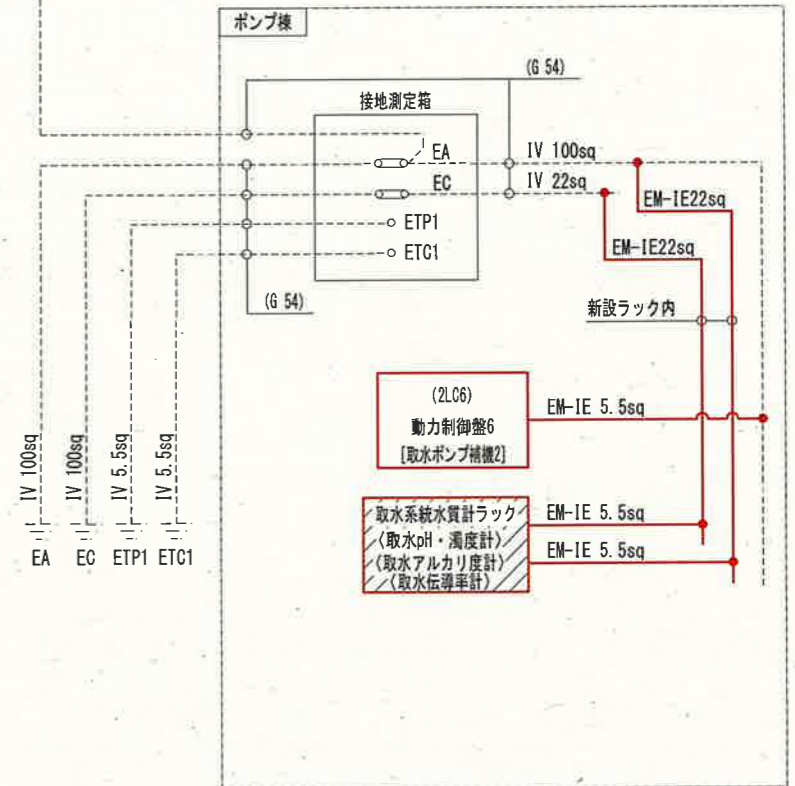 ポンプ棟
(G 54)
接地測定箱
EA
IV 100sq
EC
IV 22sq
EM-IE22sq
ETP1
EM-IE22sq
ETC1
(G 54)
新設ラック内
(2LC6)
動力制御盤6
[取水ポンプ補機2]
EM-IE 5.5sq
取水系統水質計ラック
(取水pH・濁度計)
(取水アルカリ度計)
(取水伝導率計)
EM-IE 5.5sq
EM-IE 5.5sq
IV 100sq
IV 100sq
IV 5.5sq
IV 5.5sq
EA
EC
ETP1
ETC1